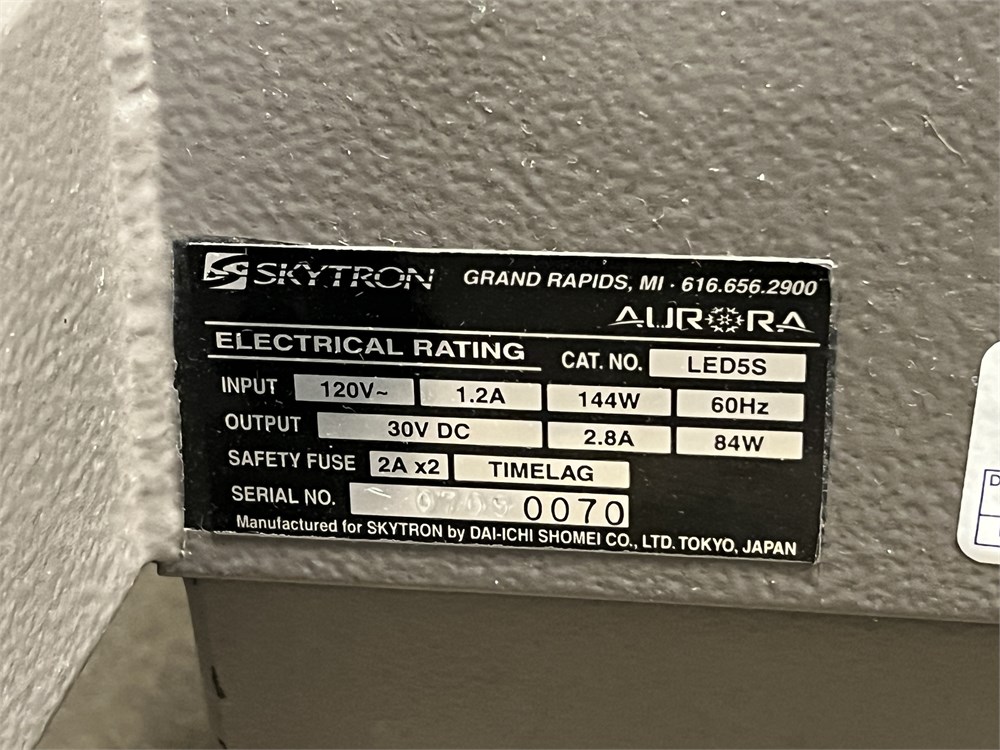 SKYTRON GRAND RAPIDS, MI · 616.656.2900
AURORA
ELECTRICAL RATING CAT. NO. LED5S
INPUT 120V~ 1.2A 144W 60Hz
OUTPUT 30V DC 2.8A 84W
SAFETY FUSE 2A x2 TIMELAG
SERIAL NO. 0070
Manufactured for SKYTRON by DAI-ICHI SHOMEI CO., LTD. TOKYO, JAPAN